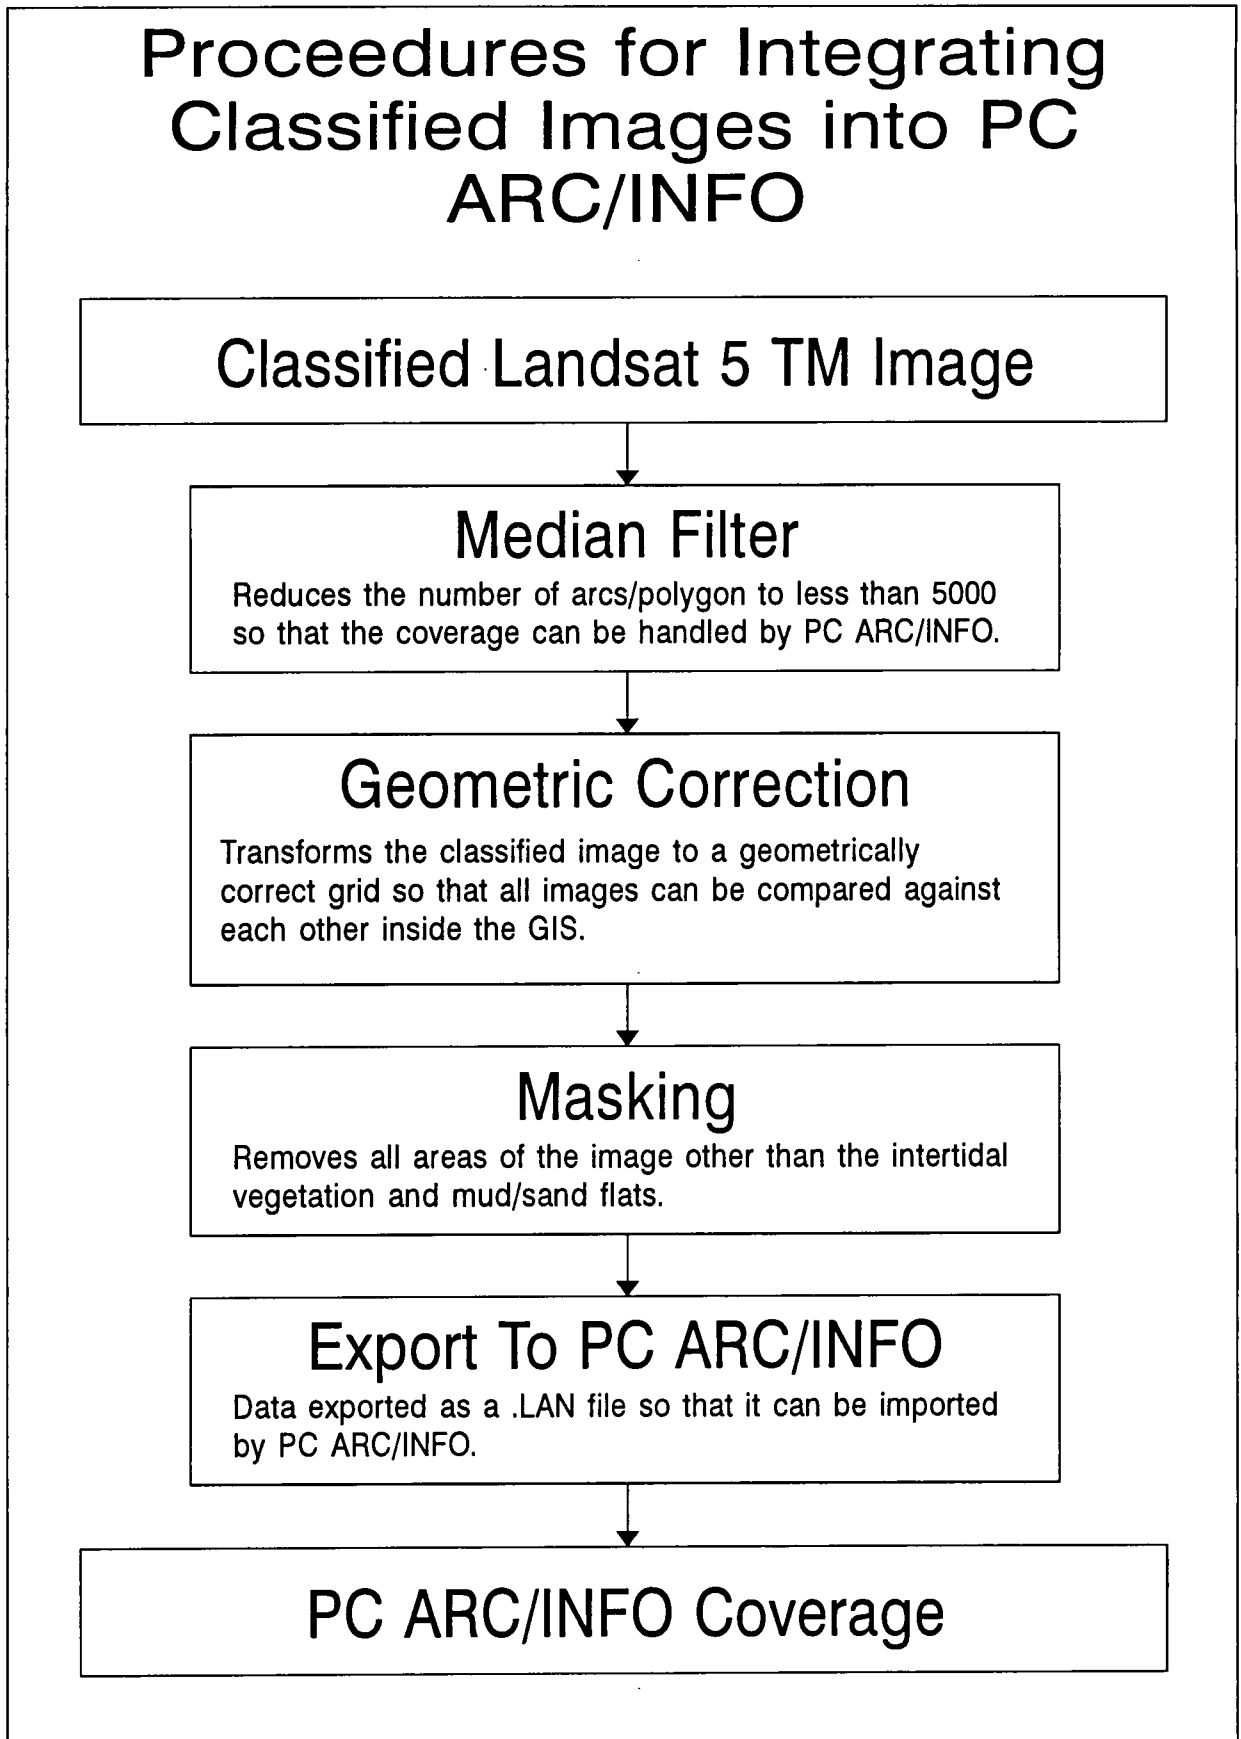 Proceedures for Integrating
Classified Images into PC
ARC/INFO
Classified Landsat 5 TM Image
Median Filter
Reduces the number of arcs/polygon to less than 5000
so that the coverage can be handled by PC ARC/INFO.
Geometric Correction
Transforms the classified image to a geometrically
correct grid so that all images can be compared against
each other inside the GIS.
Masking
Removes all areas of the image other than the intertidal
vegetation and mud/sand flats.
Export To PC ARC/INFO
Data exported as a .LAN file so that it can be imported
by PC ARC/INFO.
PC ARC/INFO Coverage